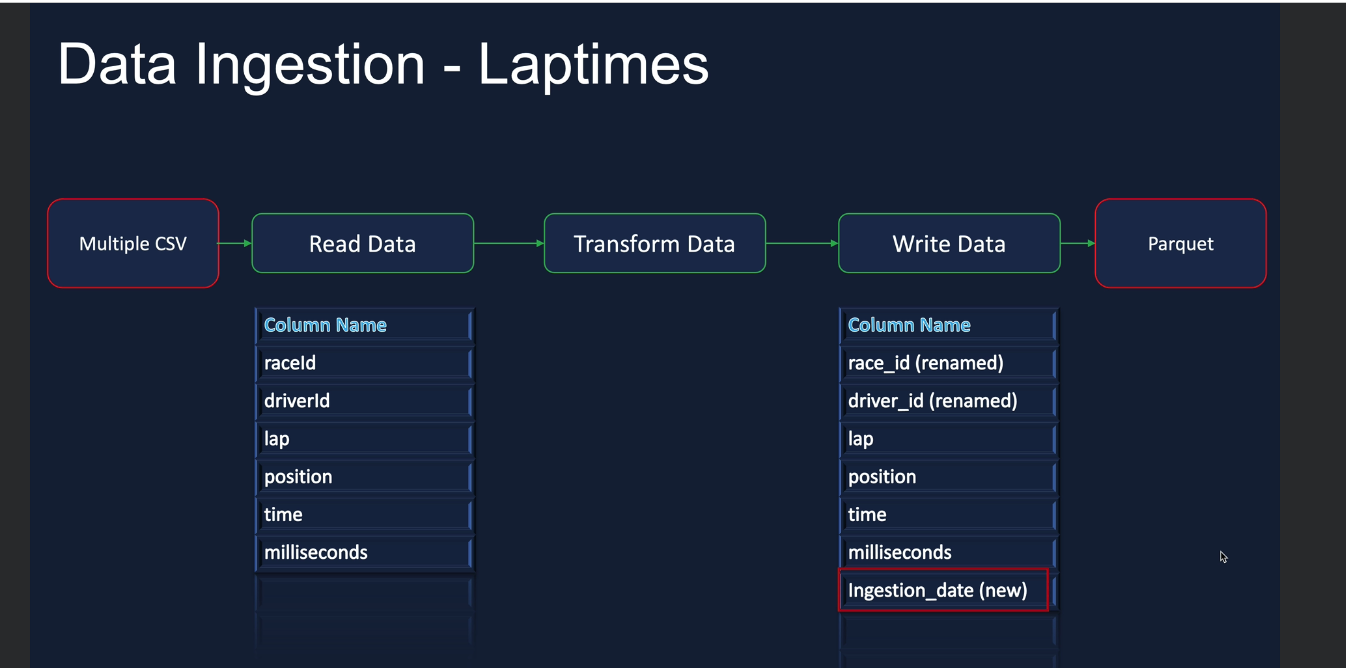 Data Ingestion - Laptimes
Multiple CSV
Read Data
Transform Data
Write Data
Parquet
Column Name
raceId
driverId
lap
position
time
milliseconds
Column Name
race_id (renamed)
driver_id (renamed)
lap
position
time
milliseconds
Ingestion_date (new)